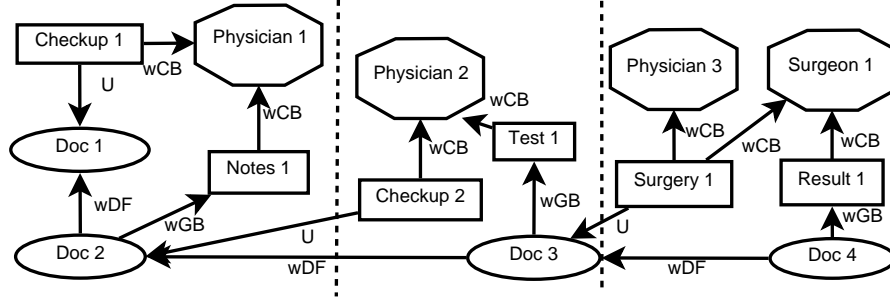 Checkup 1
Physician 1
wCB
U
wCB
Doc 1
Notes 1
wDF
wGB
Doc 2
U
wDF
Physician 2
wCB
wCB
Test 1
Checkup 2
wGB
Doc 3
U
wDF
Physician 3
Surgeon 1
wCB
wCB
wCB
Surgery 1
Result 1
wGB
Doc 4